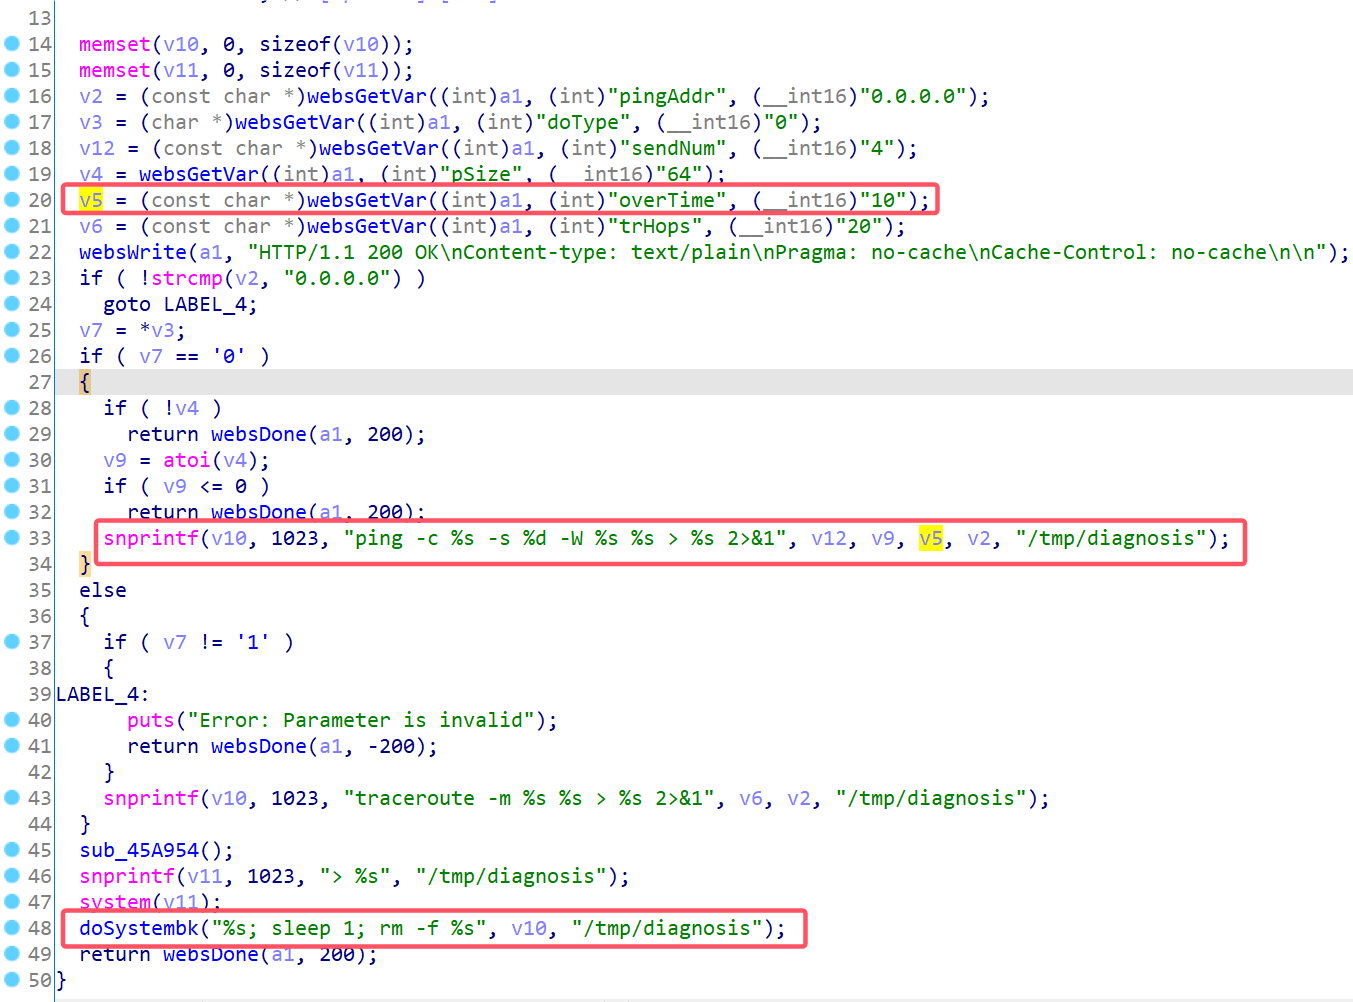 13
14 memset(v10, 0, sizeof(v10));
15 memset(v11, 0, sizeof(v11));
16 v2 = (const char *)websGetVar((int)a1, (int)"pingAddr", (__int16)"0.0.0.0");
17 v3 = (char *)websGetVar((int)a1, (int)"doType", (__int16)"0");
18 v12 = (const char *)websGetVar((int)a1, (int)"sendNum", (__int16)"4");
19 v4 = websGetVar((int)a1, (int)"pSize", (__int16)"64");
20 v5 = (const char *)websGetVar((int)a1, (int)"overTime", (__int16)"10");
21 v6 = (const char *)websGetVar((int)a1, (int)"trHops", (__int16)"20");
22 websWrite(a1, "HTTP/1.1 200 OK\nContent-type: text/plain\nPragma: no-cache\nCache-Control: no-cache\n\n");
23 if ( !strcmp(v2, "0.0.0.0") )
24 goto LABEL_4;
25 v7 = *v3;
26 if ( v7 == '0' )
27 {
28 if ( !v4 )
29 return websDone(a1, 200);
30 v9 = atoi(v4);
31 if ( v9 <= 0 )
32 return websDone(a1, 200);
33 snprintf(v10, 1023, "ping -c %s -s %d -W %s %s > %s 2>&1", v12, v9, v5, v2, "/tmp/diagnosis");
34 }
35 else
36 {
37 if ( v7 != '1' )
38 {
39 LABEL_4:
40 puts("Error: Parameter is invalid");
41 return websDone(a1, -200);
42 }
43 snprintf(v10, 1023, "traceroute -m %s %s > %s 2>&1", v6, v2, "/tmp/diagnosis");
44 }
45 sub_45A954();
46 snprintf(v11, 1023, "> %s", "/tmp/diagnosis");
47 system(v11);
48 doSystembk("%s; sleep 1; rm -f %s", v10, "/tmp/diagnosis");
49 return websDone(a1, 200);
50 }